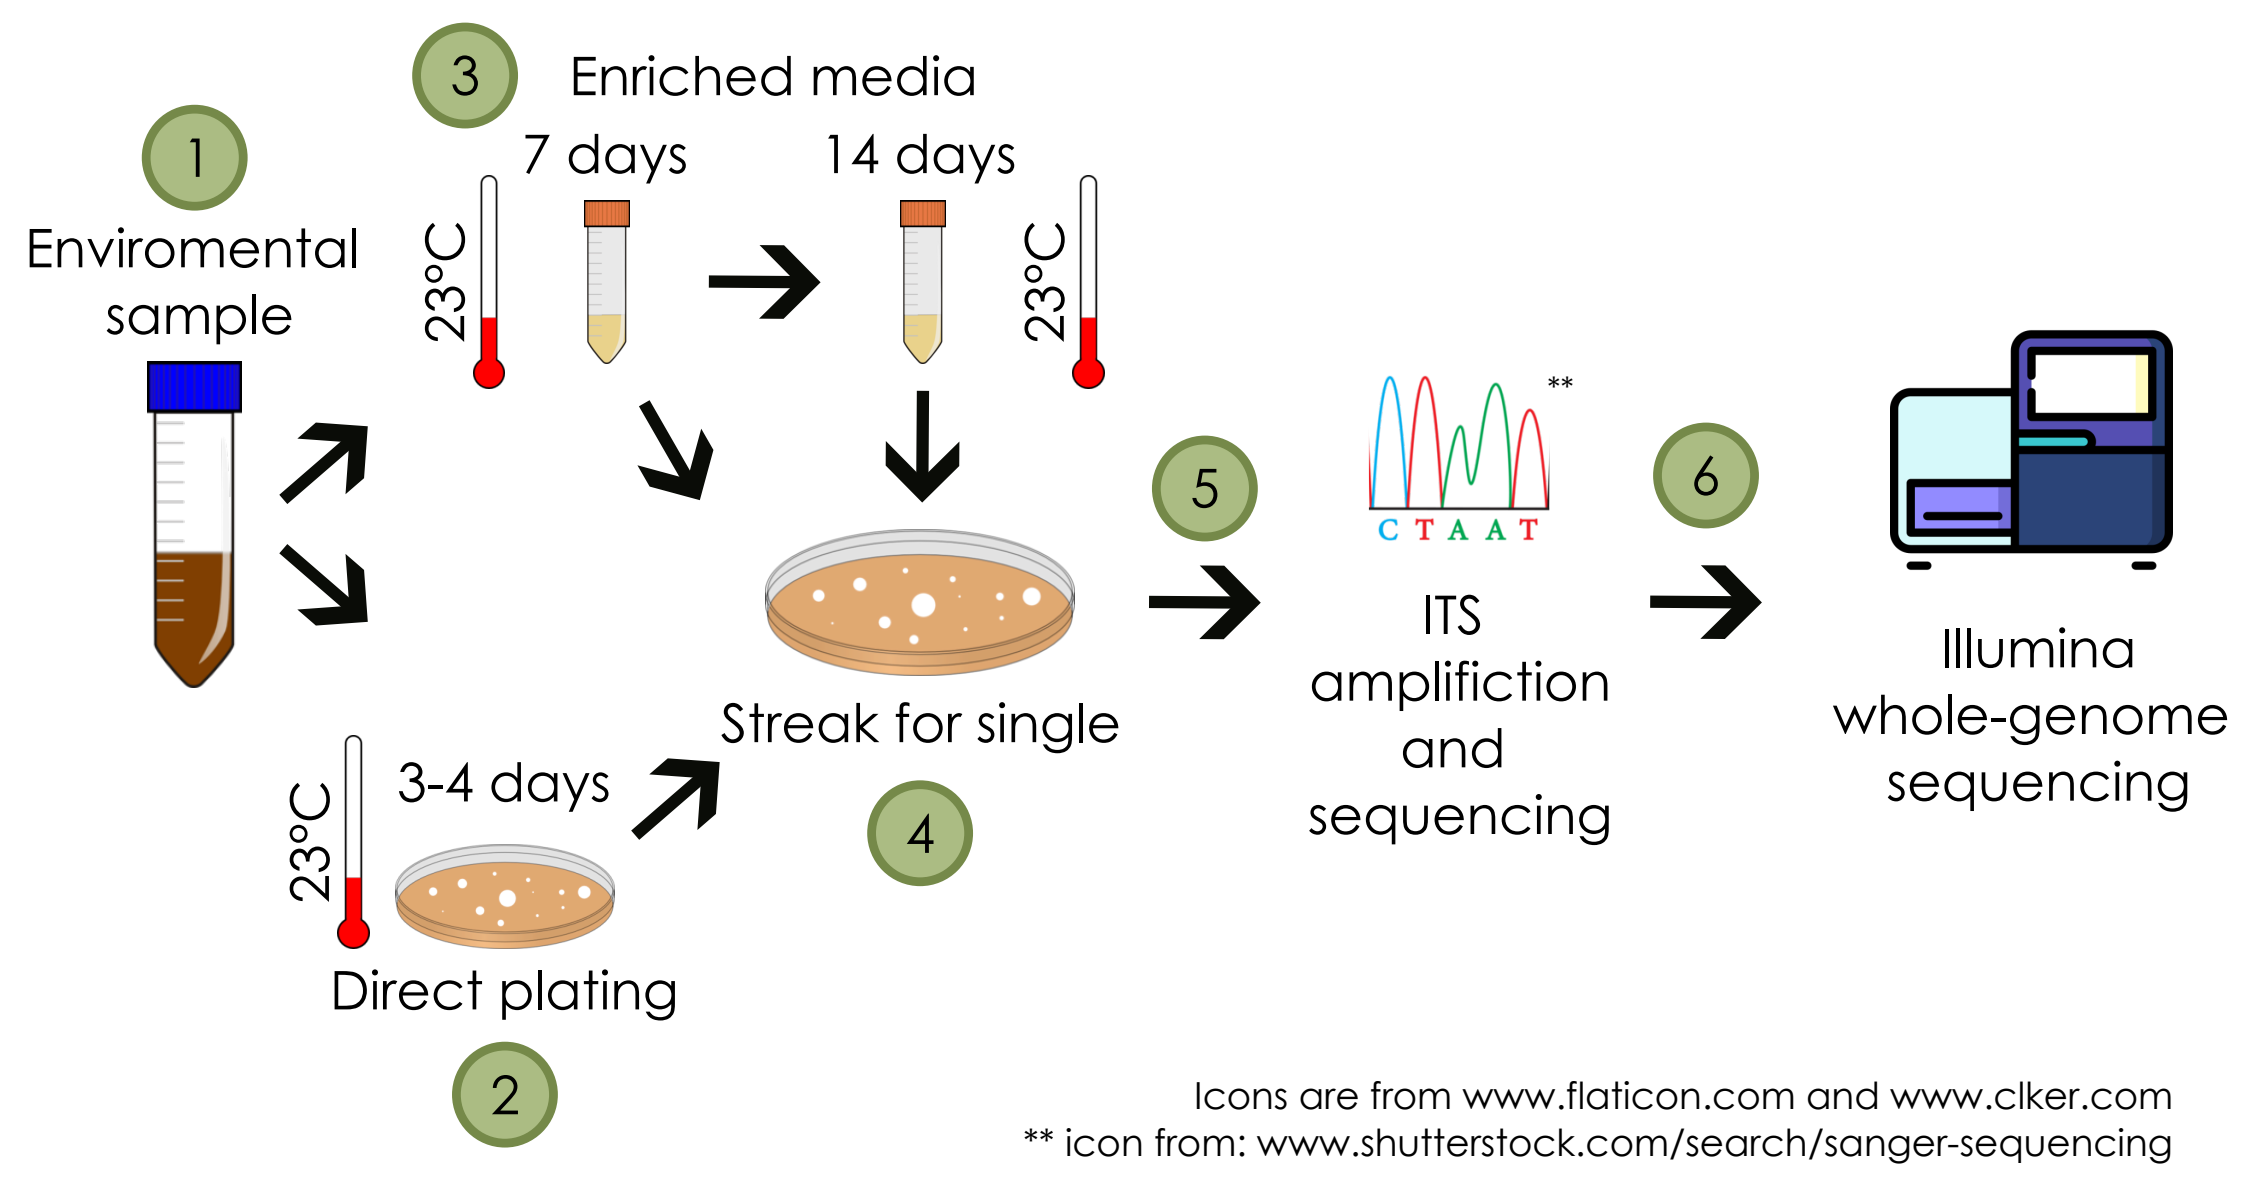 1
Enviromental
sample
3
Enriched media
7 days
14 days
23°C
23°C
23°C
3-4 days
Direct plating
2
Streak for single
4
5
**
C T A A T
ITS
amplifiction
and
sequencing
6
Illumina
whole-genome
sequencing
Icons are from www.flaticon.com and www.clker.com
** icon from: www.shutterstock.com/search/sanger-sequencing